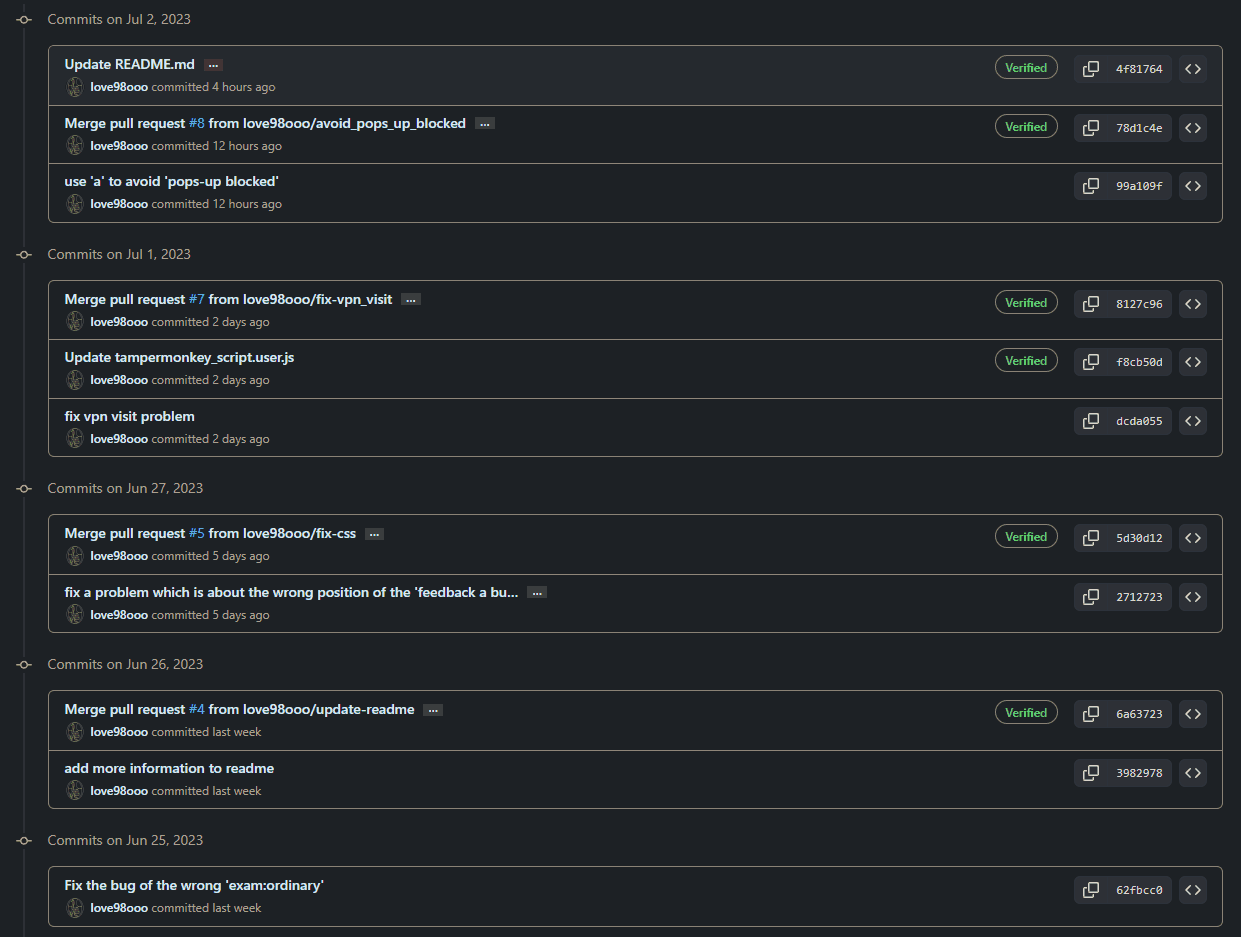 Commits on Jul 2, 2023
Update README.md ...
Verified
4f81764
love98ooo committed 4 hours ago
Merge pull request #8 from love98ooo/avoid_pops_up_blocked ...
Verified
78d1c4e
love98ooo committed 12 hours ago
use 'a' to avoid 'pops-up blocked'
99a109f
love98ooo committed 12 hours ago
Commits on Jul 1, 2023
Merge pull request #7 from love98ooo/fix-vpn_visit ...
Verified
8127c96
love98ooo committed 2 days ago
Update tampermonkey_script.user.js
Verified
f8cb50d
love98ooo committed 2 days ago
fix vpn visit problem
dcda055
love98ooo committed 2 days ago
Commits on Jun 27, 2023
Merge pull request #5 from love98ooo/fix-css ...
Verified
5d30d12
love98ooo committed 5 days ago
fix a problem which is about the wrong position of the 'feedback a bu... ...
2712723
love98ooo committed 5 days ago
Commits on Jun 26, 2023
Merge pull request #4 from love98ooo/update-readme ...
Verified
6a63723
love98ooo committed last week
add more information to readme
3982978
love98ooo committed last week
Commits on Jun 25, 2023
Fix the bug of the wrong 'exam:ordinary'
62fbcc0
love98ooo committed last week